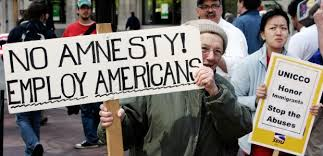 NO AMNESTY!
EMPLOY AMERICANS
UNICCO
Honor
Immigrants
Stop the
Abuses